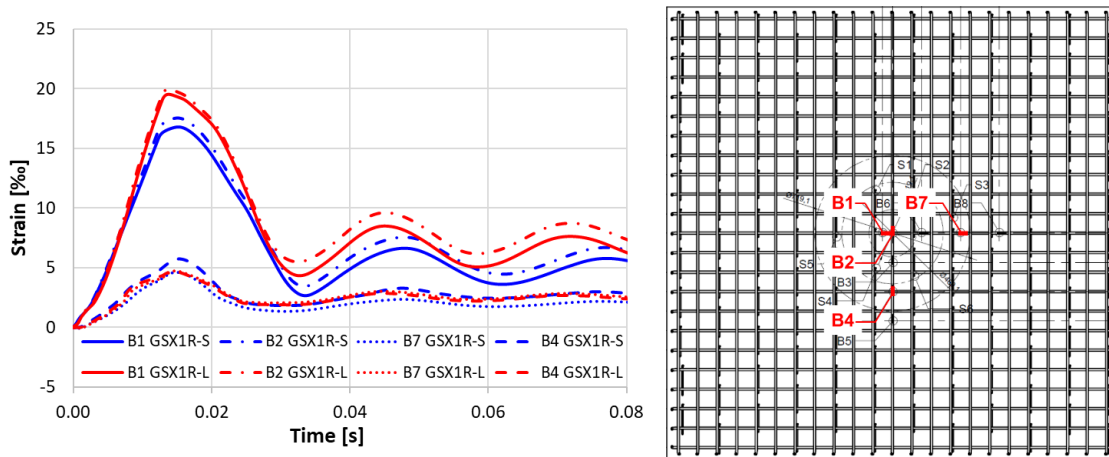 25
20
15
10
5
0
-5
Strain [‰]
B1 GSX1R-S
B2 GSX1R-S
B7 GSX1R-S
B4 GSX1R-S
B1 GSX1R-L
B2 GSX1R-L
B7 GSX1R-L
B4 GSX1R-L
0.00
0.02
0.04
0.06
0.08
Time [s]
S1
S2
S3
B1
B6
B7
B8
B2
S5
B3
S4
S6
B4
B5